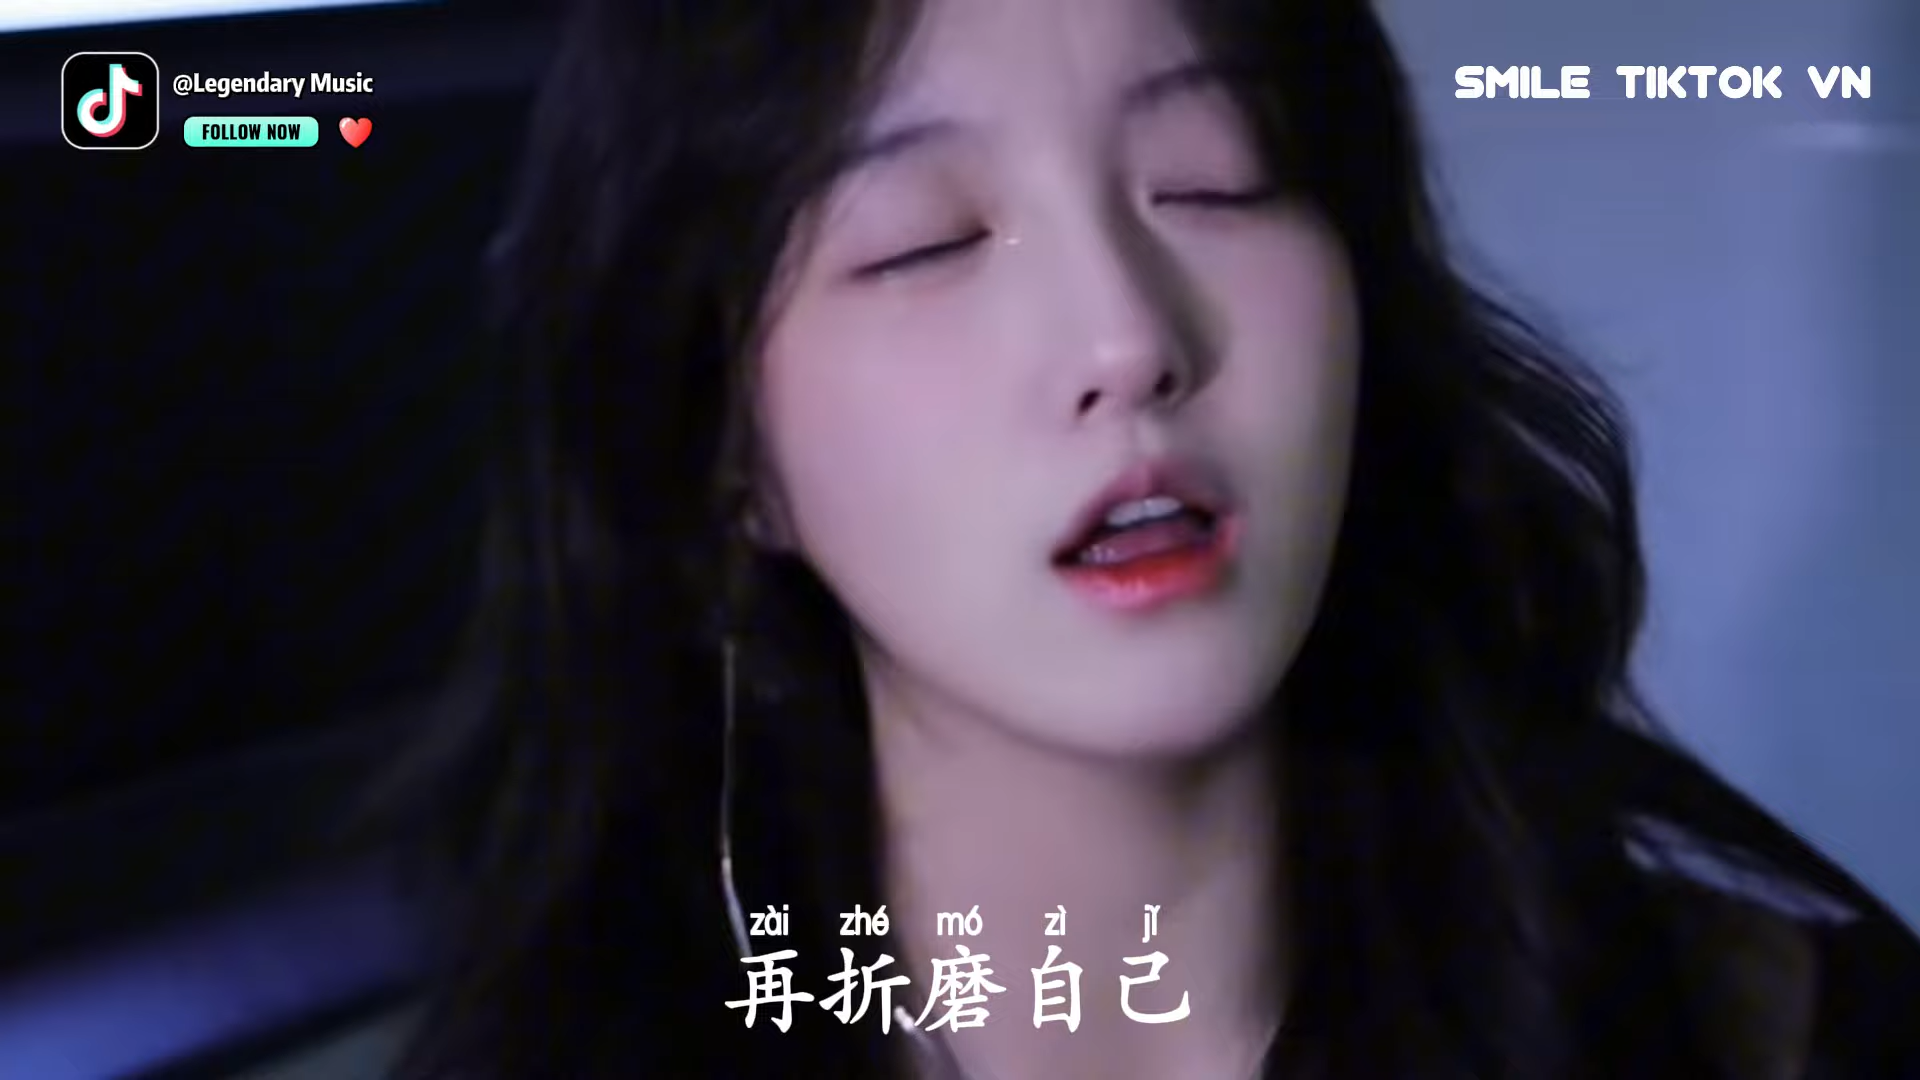 @Legendary Music
FOLLOW NOW
SMILE TIKTOK VN
zài zhé mó zì jǐ
再折磨自己